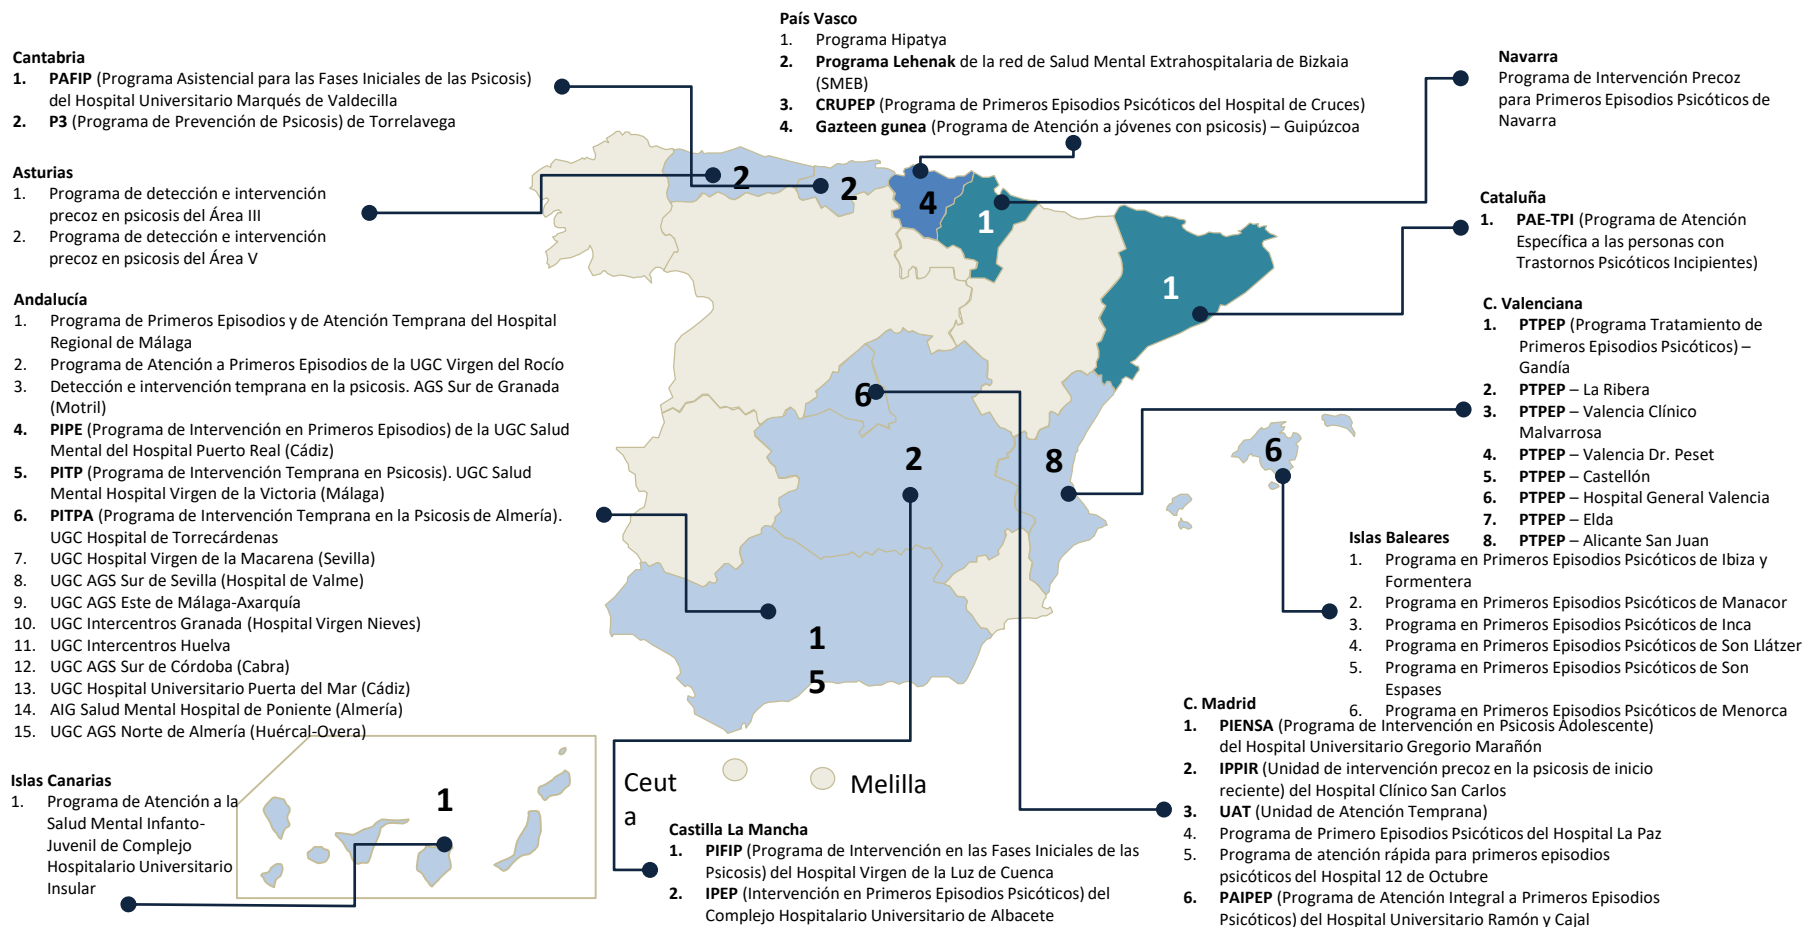 País Vasco
1. Programa Hipatya
2. Programa Lehenak de la red de Salud Mental Extrahospitalaria de Bizkaia
(SMEB)
3. CRUPEP (Programa de Primeros Episodios Psicóticos del Hospital de Cruces)
4. Gazteen gunea (Programa de Atención a jóvenes con psicosis) – Guipúzcoa
Cantabria
1. PAFIP (Programa Asistencial para las Fases Iniciales de las Psicosis)
del Hospital Universitario Marqués de Valdecilla
2. P3 (Programa de Prevención de Psicosis) de Torrelavega
Navarra
Programa de Intervención Precoz
para Primeros Episodios Psicóticos de
Navarra
Asturias
1. Programa de detección e intervención
precoz en psicosis del Área III
2. Programa de detección e intervención
precoz en psicosis del Área V
Cataluña
1. PAE-TPI (Programa de Atención
Específica a las personas con
Trastornos Psicóticos Incipientes)
Andalucía
1. Programa de Primeros Episodios y de Atención Temprana del Hospital
Regional de Málaga
2. Programa de Atención a Primeros Episodios de la UGC Virgen del Rocío
3. Detección e intervención temprana en la psicosis. AGS Sur de Granada
(Motril)
4. PIPE (Programa de Intervención en Primeros Episodios) de la UGC Salud
Mental del Hospital Puerto Real (Cádiz)
5. PITP (Programa de Intervención Temprana en Psicosis). UGC Salud
Mental Hospital Virgen de la Victoria (Málaga)
6. PITPA (Programa de Intervención Temprana en la Psicosis de Almería).
UGC Hospital de Torrecárdenas
7. UGC Hospital Virgen de la Macarena (Sevilla)
8. UGC AGS Sur de Sevilla (Hospital de Valme)
9. UGC AGS Este de Málaga-Axarquía
10. UGC Intercentros Granada (Hospital Virgen Nieves)
11. UGC Intercentros Huelva
12. UGC AGS Sur de Córdoba (Cabra)
13. UGC Hospital Universitario Puerta del Mar (Cádiz)
14. AIG Salud Mental Hospital de Poniente (Almería)
15. UGC AGS Norte de Almería (Huércal-Overa)
2
2
4
1
1
6
2
8
6
1
5
1
C. Valenciana
1. PTPEP (Programa Tratamiento de
Primeros Episodios Psicóticos) –
Gandía
2. PTPEP – La Ribera
3. PTPEP – Valencia Clínico
Malvarrosa
4. PTPEP – Valencia Dr. Peset
5. PTPEP – Castellón
6. PTPEP – Hospital General Valencia
7. PTPEP – Elda
8. PTPEP – Alicante San Juan
Islas Baleares
1. Programa en Primeros Episodios Psicóticos de Ibiza y
Formentera
2. Programa en Primeros Episodios Psicóticos de Manacor
3. Programa en Primeros Episodios Psicóticos de Inca
4. Programa en Primeros Episodios Psicóticos de Son Llátzer
5. Programa en Primeros Episodios Psicóticos de Son
Espases
6. Programa en Primeros Episodios Psicóticos de Menorca
C. Madrid
1. PIENSA (Programa de Intervención en Psicosis Adolescente)
del Hospital Universitario Gregorio Marañón
2. IPPIR (Unidad de intervención precoz en la psicosis de inicio
reciente) del Hospital Clínico San Carlos
3. UAT (Unidad de Atención Temprana)
4. Programa de Primero Episodios Psicóticos del Hospital La Paz
5. Programa de atención rápida para primeros episodios
psicóticos del Hospital 12 de Octubre
6. PAIPEP (Programa de Atención Integral a Primeros Episodios
Psicóticos) del Hospital Universitario Ramón y Cajal
Islas Canarias
1. Programa de Atención a la
Salud Mental Infanto-
Juvenil de Complejo
Hospitalario Universitario
Insular
Ceut
a
Melilla
Castilla La Mancha
1. PIFIP (Programa de Intervención en las Fases Iniciales de las
Psicosis) del Hospital Virgen de la Luz de Cuenca
2. IPEP (Intervención en Primeros Episodios Psicóticos) del
Complejo Hospitalario Universitario de Albacete